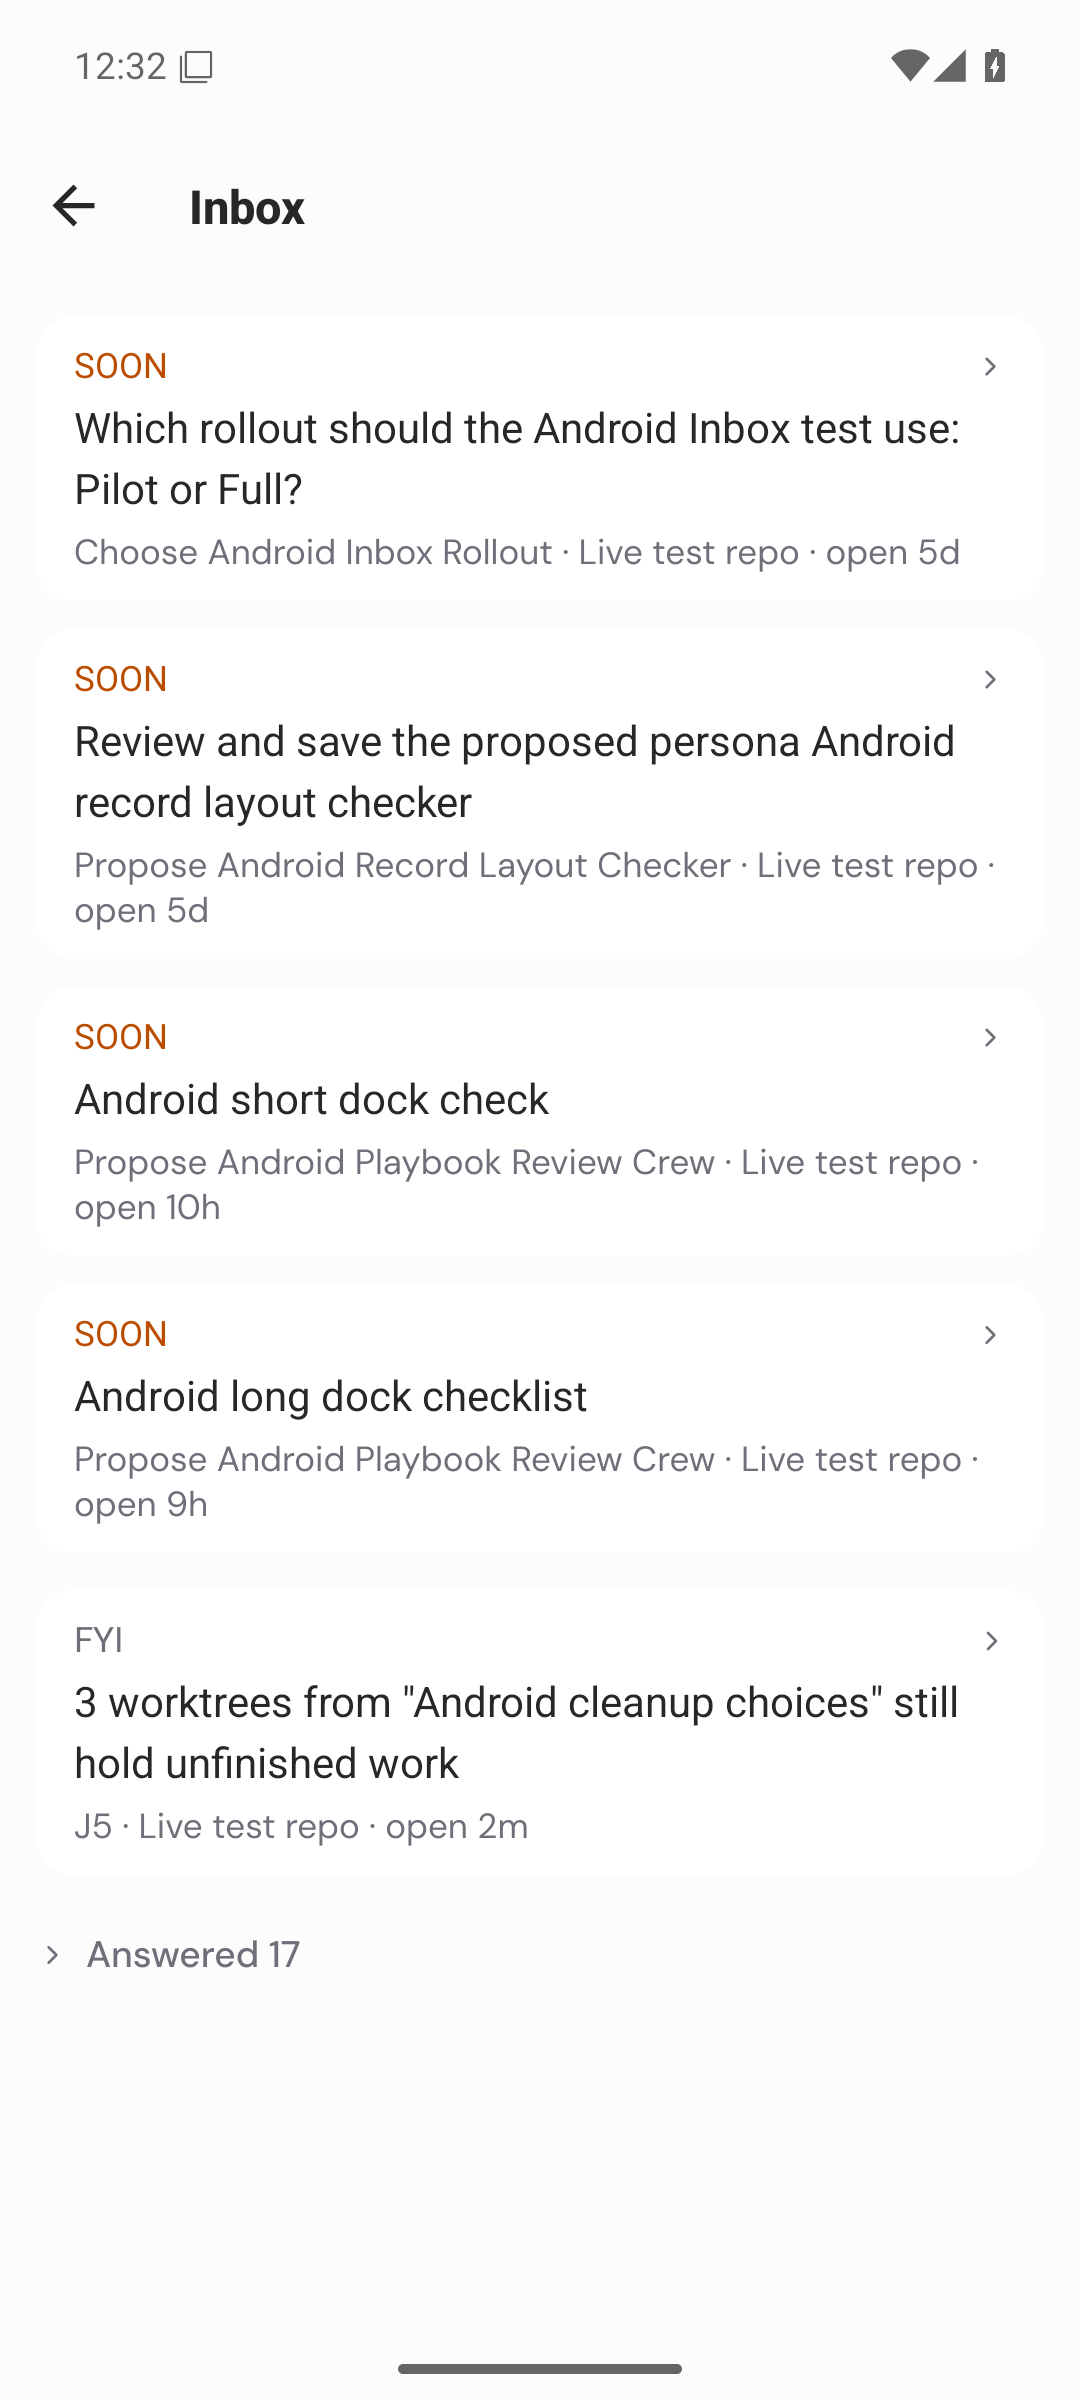 12:32
Inbox
SOON
Which rollout should the Android Inbox test use:
Pilot or Full?
Choose Android Inbox Rollout · Live test repo · open 5d
SOON
Review and save the proposed persona Android
record layout checker
Propose Android Record Layout Checker · Live test repo ·
open 5d
SOON
Android short dock check
Propose Android Playbook Review Crew · Live test repo ·
open 10h
SOON
Android long dock checklist
Propose Android Playbook Review Crew · Live test repo ·
open 9h
FYI
3 worktrees from "Android cleanup choices" still
hold unfinished work
J5 · Live test repo · open 2m
Answered 17